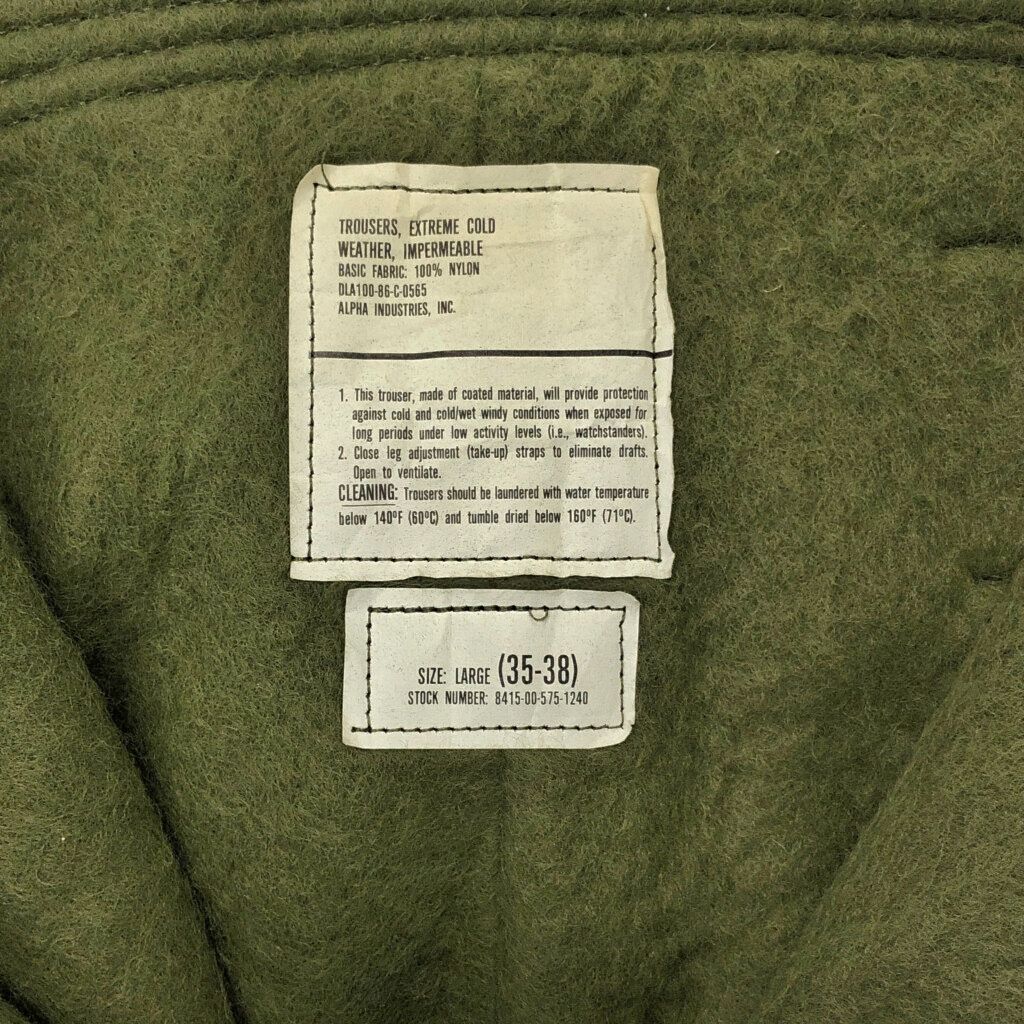 TROUSERS, EXTREME COLD
WEATHER, IMPERMEABLE
BASIC FABRIC: 100% NYLON
DLA100-86-C-0565
ALPHA INDUSTRIES, INC.
1. This trouser, made of coated material, will provide protection
against cold and cold/wet windy conditions when exposed for
long periods under low activity levels (i.e., watchstanders).
2. Close leg adjustment (take-up) straps to eliminate drafts.
Open to ventilate.
CLEANING: Trousers should be laundered with water temperature
below 140ºF (60ºC) and tumble dried below 160ºF (71ºC).
SIZE: LARGE (35-38)
STOCK NUMBER: 8415-00-575-1240